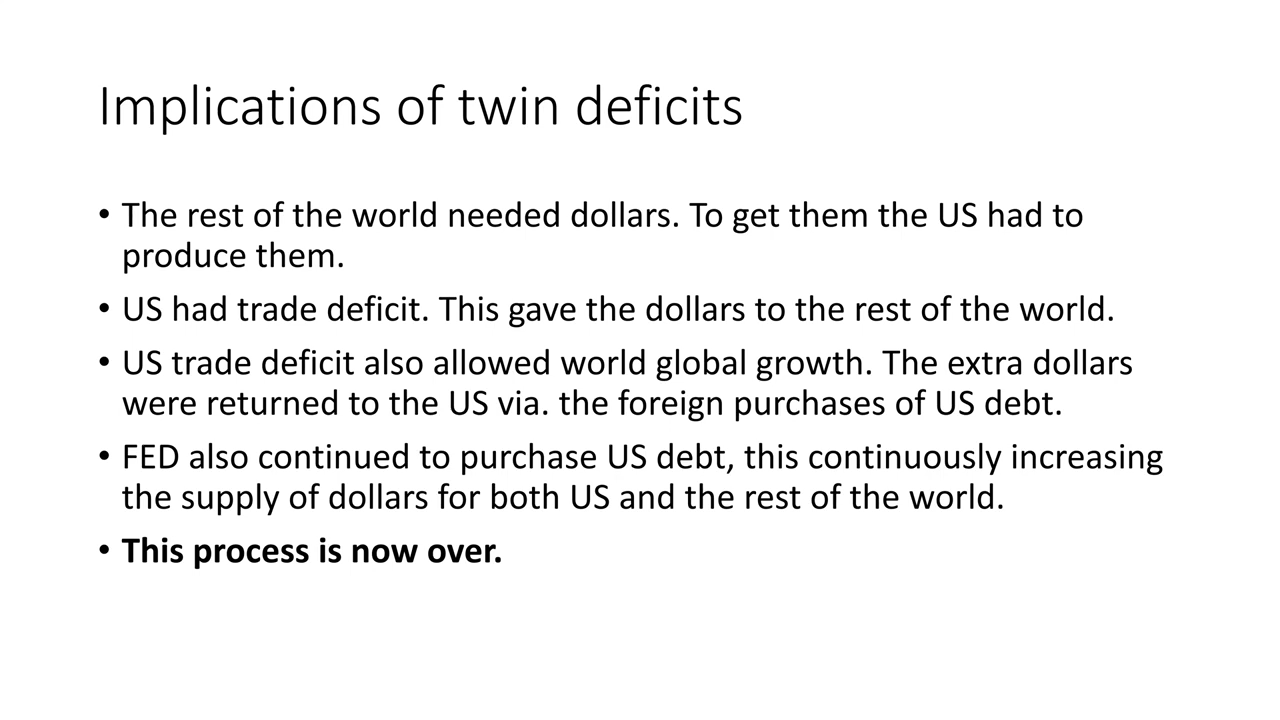 Implications of twin deficits
• The rest of the world needed dollars. To get them the US had to
produce them.
• US had trade deficit. This gave the dollars to the rest of the world.
• US trade deficit also allowed world global growth. The extra dollars
were returned to the US via. the foreign purchases of US debt.
• FED also continued to purchase US debt, this continuously increasing
the supply of dollars for both US and the rest of the world.
• This process is now over.